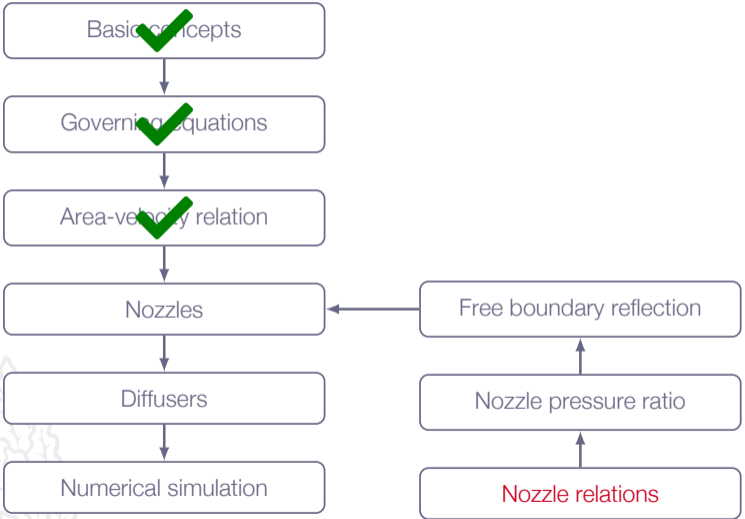 Basic concepts
Governing equations
Area-velocity relation
Nozzles
Free boundary reflection
Diffusers
Nozzle pressure ratio
Numerical simulation
Nozzle relations